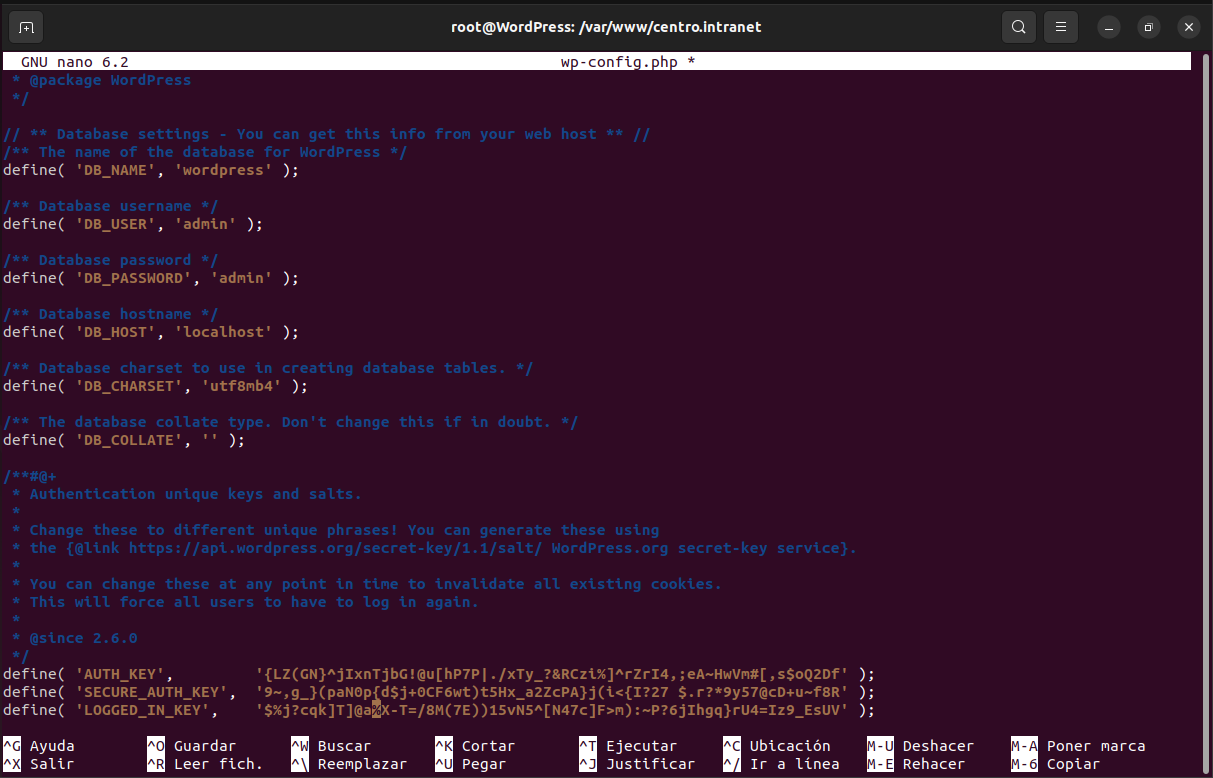 root@WordPress: /var/www/centro.intranet
GNU nano 6.2 wp-config.php *
* @package WordPress
*/
// ** Database settings - You can get this info from your web host ** //
/** The name of the database for WordPress */
define( 'DB_NAME', 'wordpress' );
/** Database username */
define( 'DB_USER', 'admin' );
/** Database password */
define( 'DB_PASSWORD', 'admin' );
/** Database hostname */
define( 'DB_HOST', 'localhost' );
/** Database charset to use in creating database tables. */
define( 'DB_CHARSET', 'utf8mb4' );
/** The database collate type. Don't change this if in doubt. */
define( 'DB_COLLATE', '' );
/**#@+
* Authentication unique keys and salts.
*
* Change these to different unique phrases! You can generate these using
* the {@link https://api.wordpress.org/secret-key/1.1/salt/ WordPress.org secret-key service}.
*
* You can change these at any point in time to invalidate all existing cookies.
* This will force all users to have to log in again.
*
* @since 2.6.0
*/
define( 'AUTH_KEY', '{LZ(GN}^jIxnTjbG!@u[hP7P|./xTy_?&RCzi%]^rZrI4,;eA~HwVm#[,s$oQ2Df' );
define( 'SECURE_AUTH_KEY', '9~,g_}(paN0p{d$j+0CF6wt)t5Hx_a2ZcPA}j(i<{I?27 $.r?*9y57@cD+u~f8R' );
define( 'LOGGED_IN_KEY', '$%j?cqk]T]@a%X-T=/8M(7E))15vN5^[N47c]F>m):~P?6jIhgq}rU4=Iz9_EsUV' );
^G Ayuda ^O Guardar ^W Buscar ^K Cortar ^T Ejecutar ^C Ubicación M-U Deshacer M-A Poner marca
^X Salir ^R Leer fich. ^\ Reemplazar ^U Pegar ^J Justificar ^/ Ir a línea M-E Rehacer M-6 Copiar